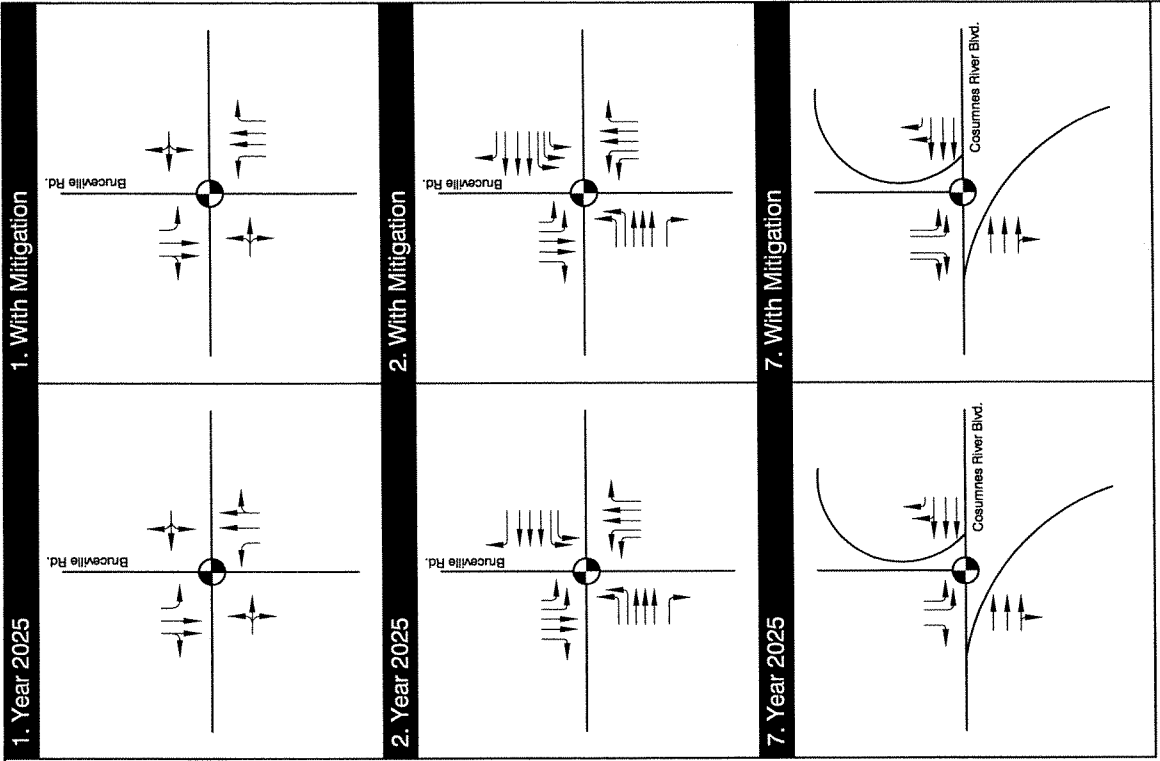 1. Year 2025
Bruceville Rd.
1. With Mitigation
Bruceville Rd.
2. Year 2025
Bruceville Rd.
2. With Mitigation
Bruceville Rd.
7. Year 2025
Cosumnes River Blvd.
7. With Mitigation
Cosumnes River Blvd.